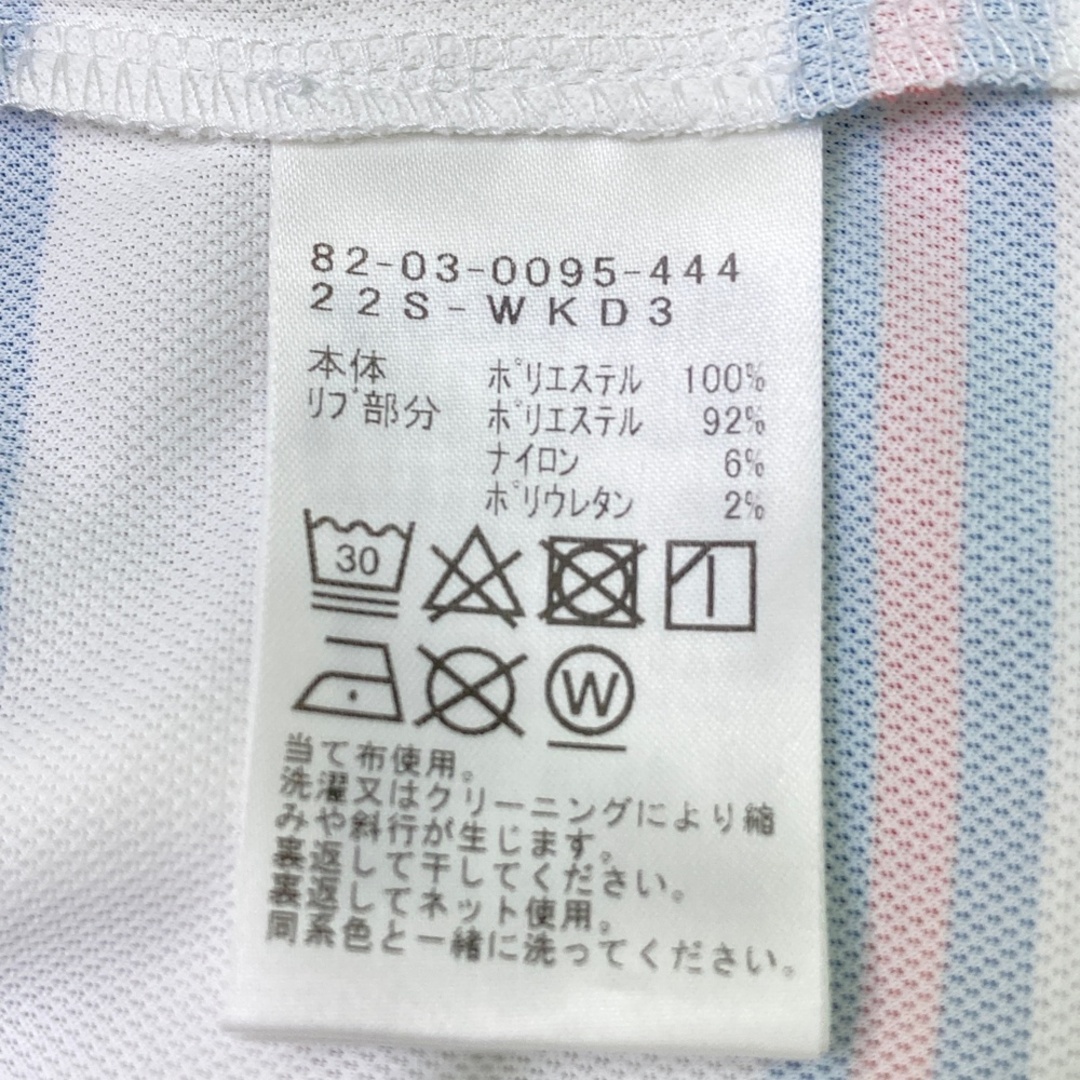 82-03-0095-444
22S-WKD3
本体 ﾎﾟﾘｴｽﾃﾙ 100%
ﾘﾌﾞ部分 ﾎﾟﾘｴｽﾃﾙ 92%
ﾅｲﾛﾝ 6%
ﾎﾟﾘｳﾚﾀﾝ 2%
30
W
当て布使用。
洗濯又はクリーニングにより縮
みや斜行が生じます。
裏返して干してください。
裏返してネット使用。
同系色と一緒に洗ってください。